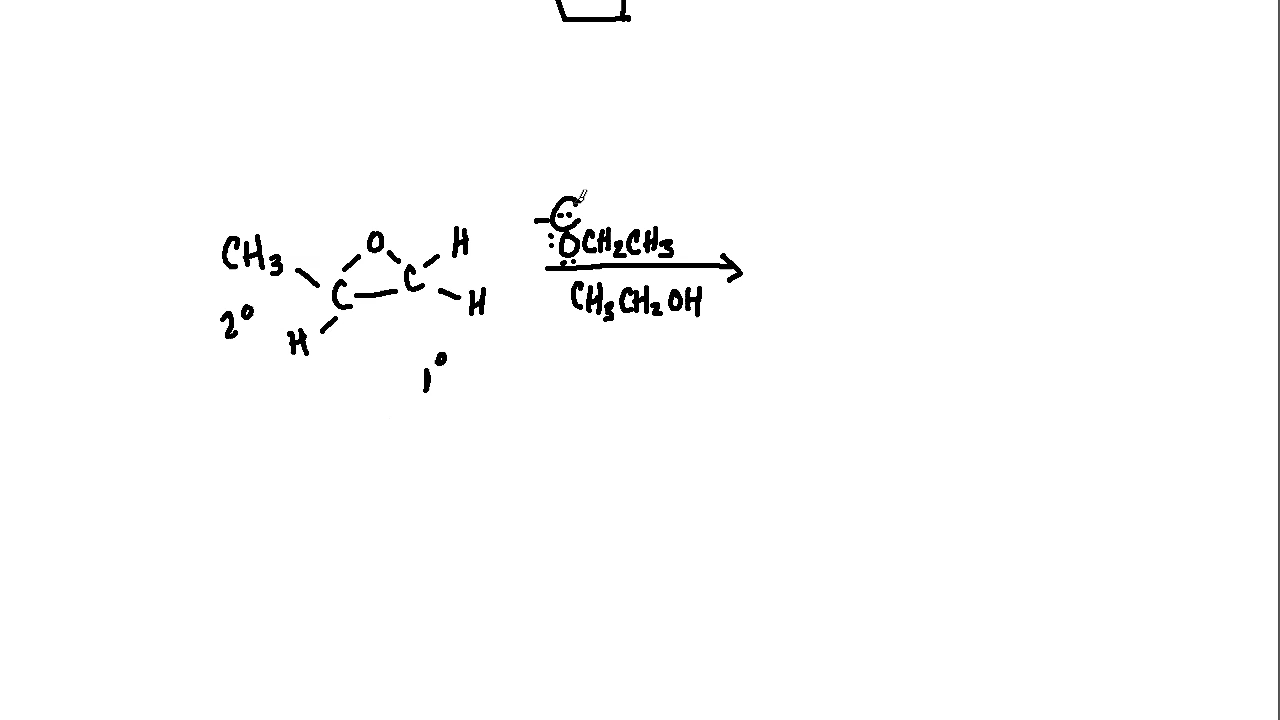 − :OCH2CH3
CH3 O H
C C
H
2° H
CH3CH2OH
1°